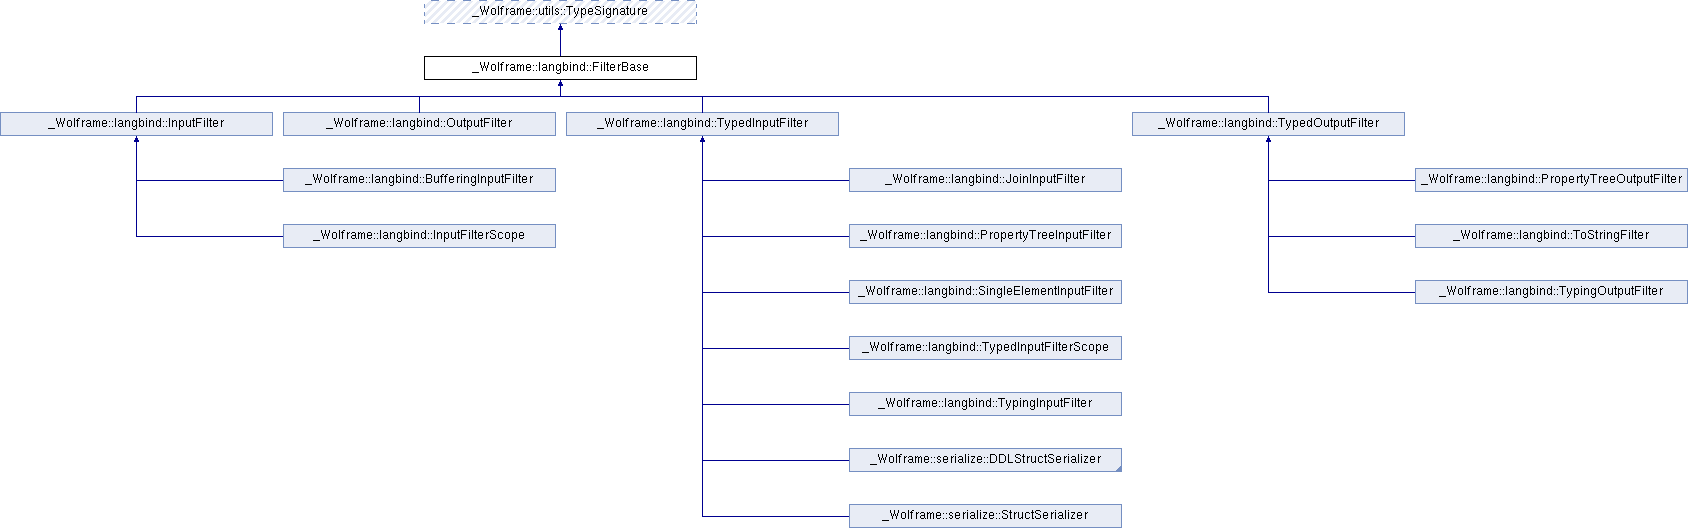 _Wolframe::utils::TypeSignature
_Wolframe::langbind::FilterBase
_Wolframe::langbind::InputFilter
_Wolframe::langbind::OutputFilter
_Wolframe::langbind::TypedInputFilter
_Wolframe::langbind::TypedOutputFilter
_Wolframe::langbind::BufferingInputFilter
_Wolframe::langbind::JoinInputFilter
_Wolframe::langbind::PropertyTreeOutputFilter
_Wolframe::langbind::InputFilterScope
_Wolframe::langbind::PropertyTreeInputFilter
_Wolframe::langbind::ToStringFilter
_Wolframe::langbind::SingleElementInputFilter
_Wolframe::langbind::TypingOutputFilter
_Wolframe::langbind::TypedInputFilterScope
_Wolframe::langbind::TypingInputFilter
_Wolframe::serialize::DDLStructSerializer
_Wolframe::serialize::StructSerializer